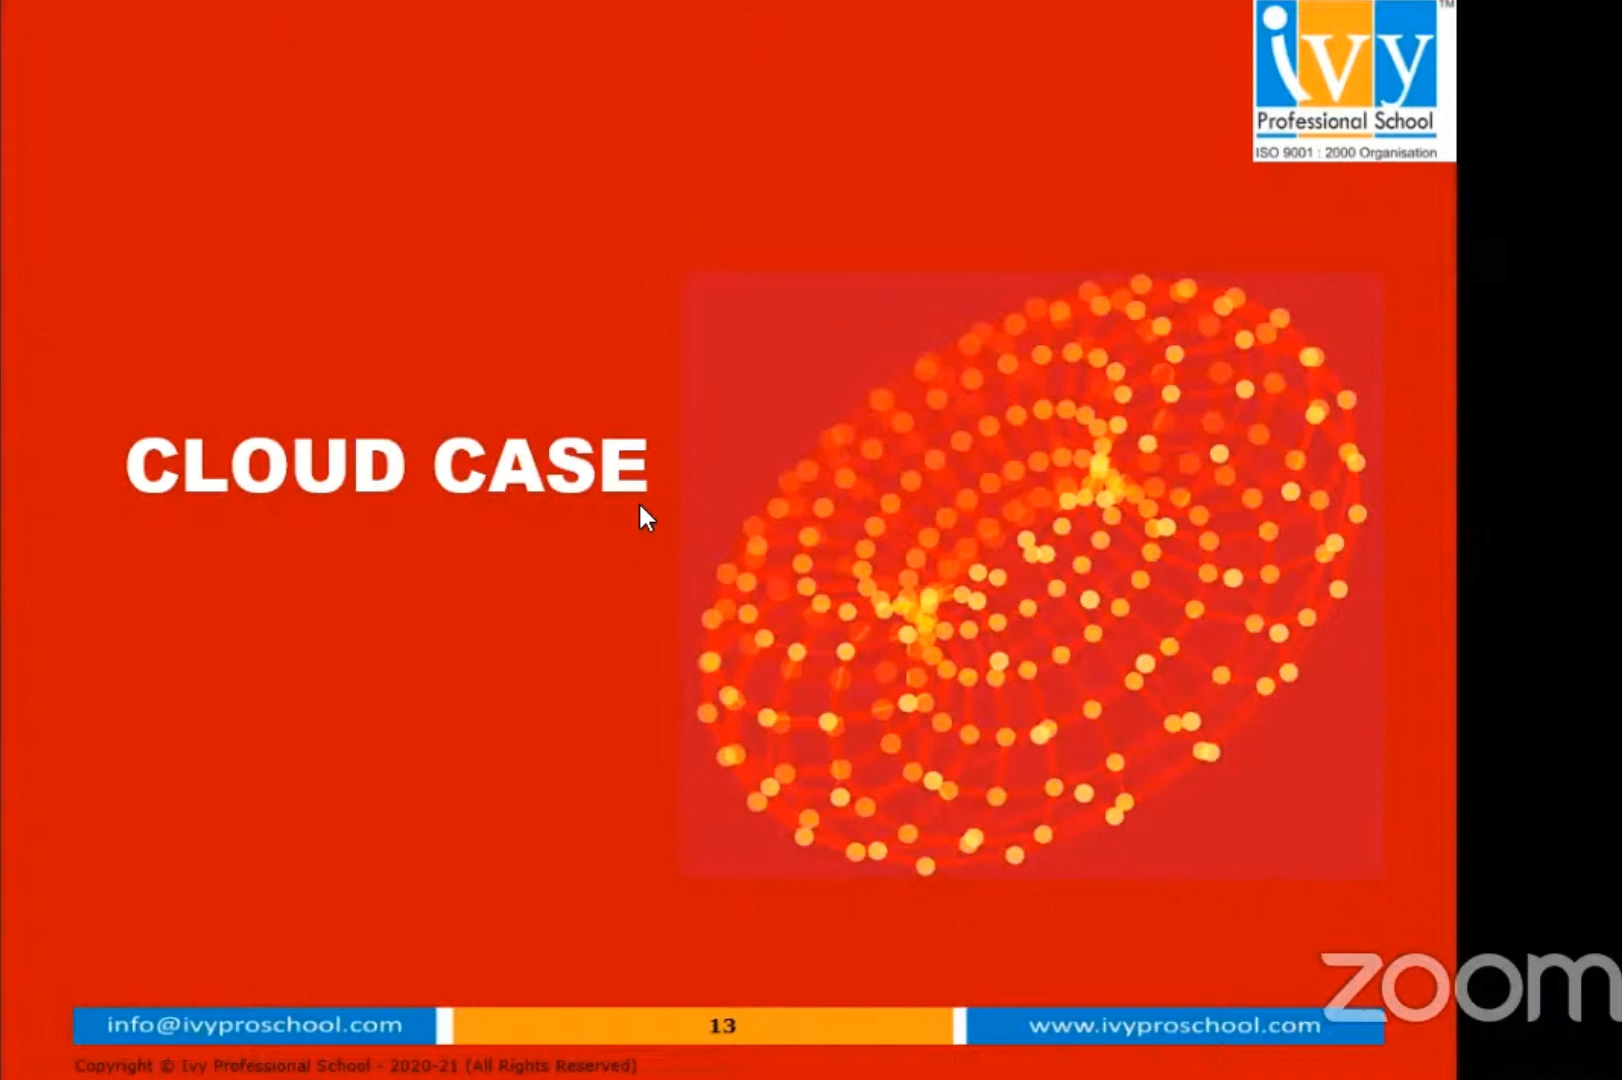 TM
ivy
Professional School
ISO 9001 : 2000 Organisation
CLOUD CASE
zoom
info@ivyproschool.com
13
www.ivyproschool.com
Copyright © Ivy Professional School - 2020-21 (All Rights Reserved)